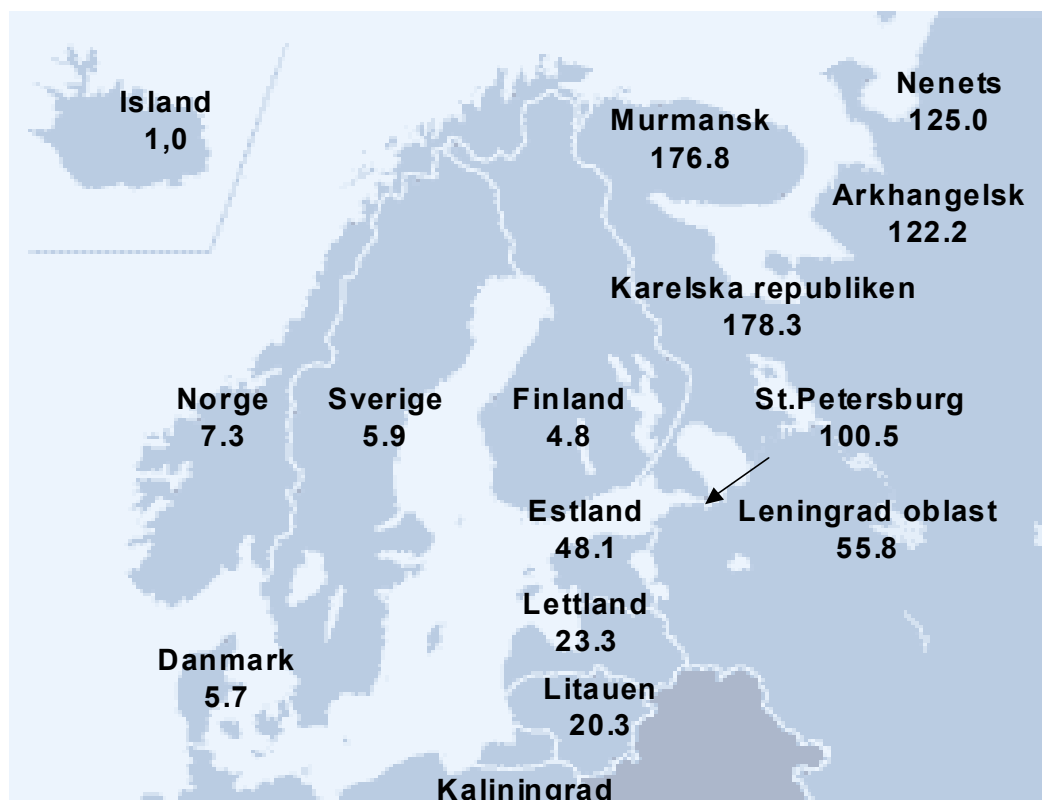 Island
1,0
Nenets
125.0
Murmansk
176.8
Arkhangelsk
122.2
Karelska republiken
178.3
Norge
7.3
Sverige
5.9
Finland
4.8
St.Petersburg
100.5
Estland
48.1
Leningrad oblast
55.8
Lettland
23.3
Danmark
5.7
Litauen
20.3
Kaliningrad